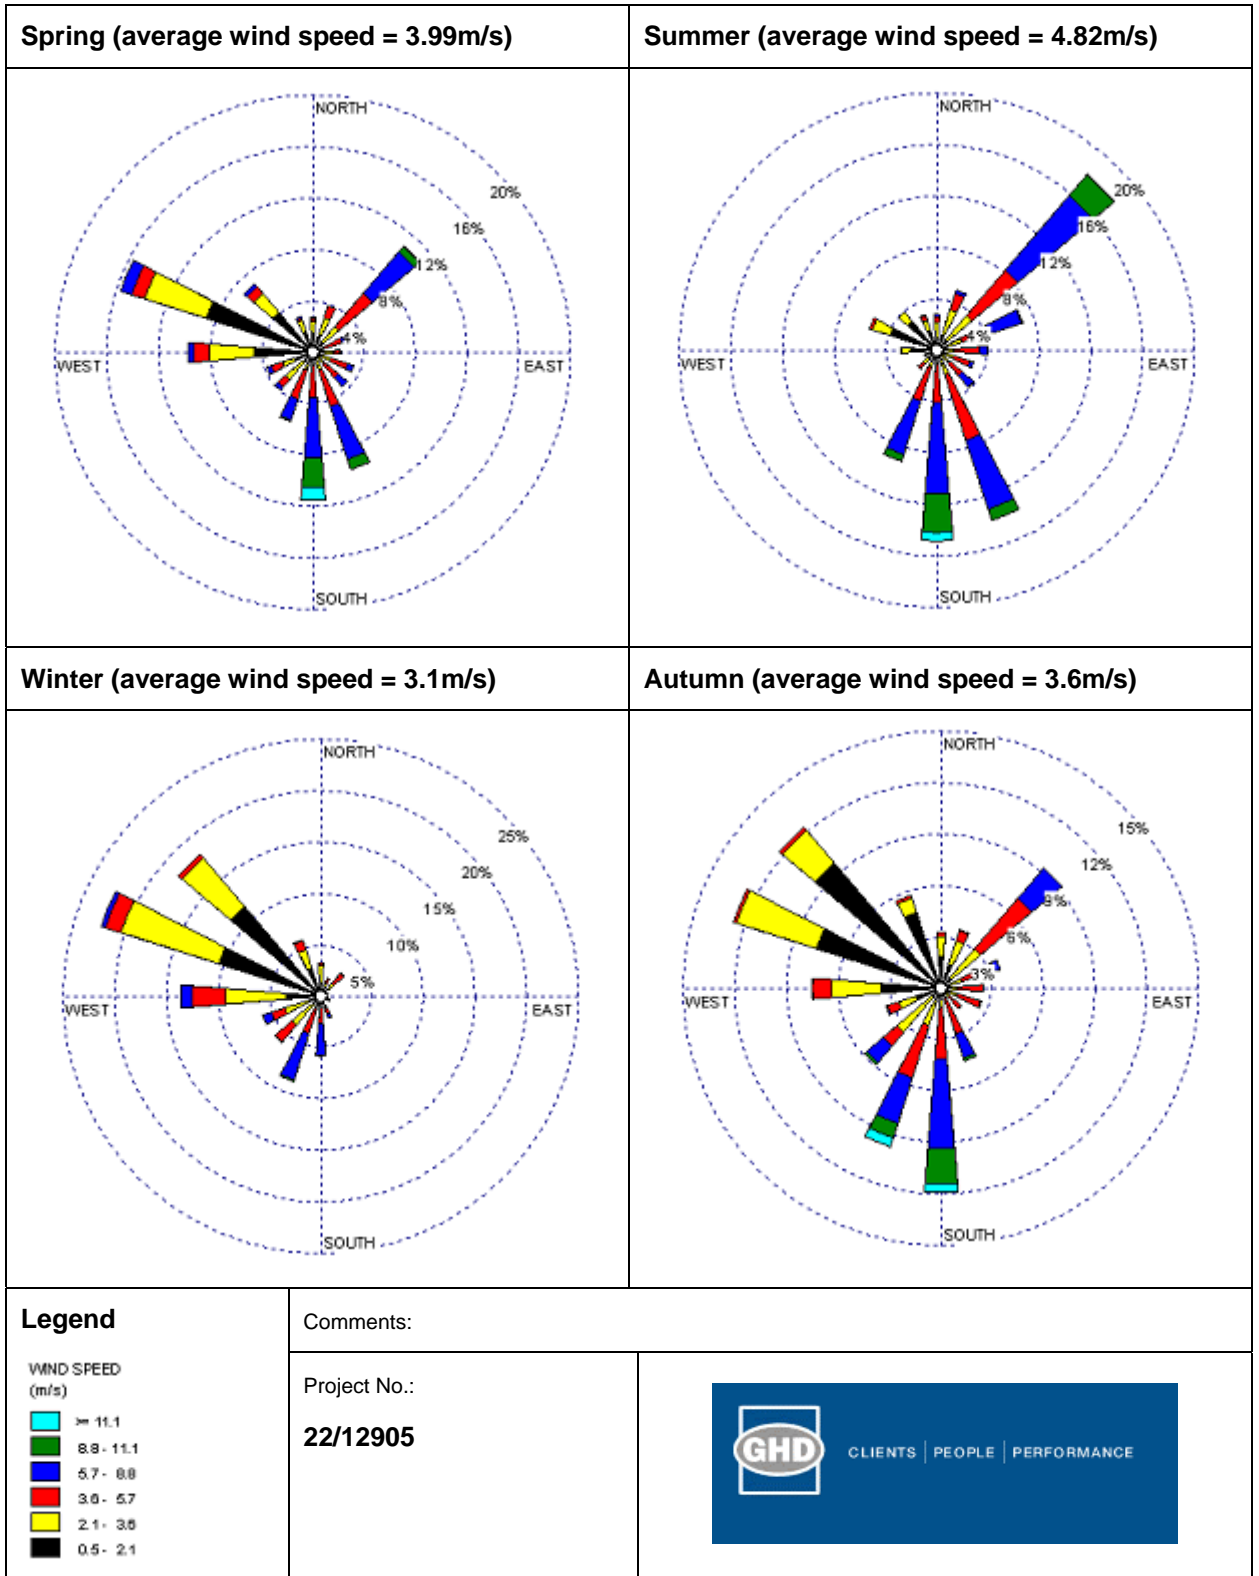 Spring (average wind speed = 3.99m/s)
Summer (average wind speed = 4.82m/s)
NORTH
20%
16%
12%
8%
4%
WEST
EAST
SOUTH
NORTH
20%
16%
12%
8%
4%
WEST
EAST
SOUTH
Winter (average wind speed = 3.1m/s)
Autumn (average wind speed = 3.6m/s)
NORTH
25%
20%
15%
10%
5%
WEST
EAST
SOUTH
NORTH
15%
12%
9%
6%
3%
WEST
EAST
SOUTH
Legend
WIND SPEED
(m/s)
>= 11.1
8.8 - 11.1
5.7 - 8.8
3.6 - 5.7
2.1 - 3.6
0.5 - 2.1
Comments:
Project No.:
22/12905
GHD
CLIENTS | PEOPLE | PERFORMANCE